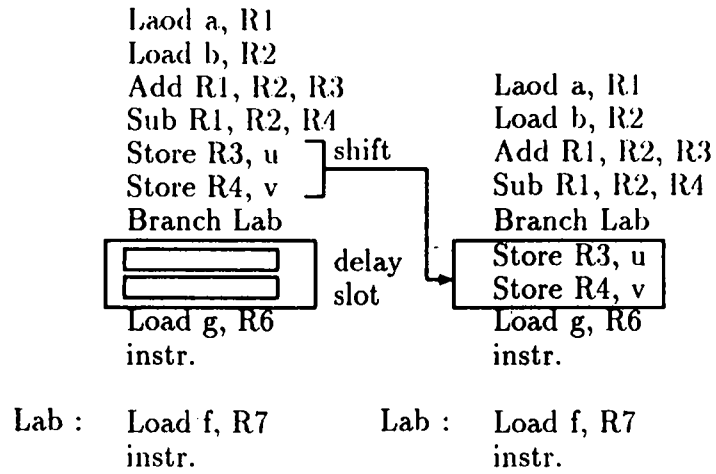 Laod a, R1
Load b, R2
Add R1, R2, R3
Sub R1, R2, R4
Store R3, u
Store R4, v
Branch Lab
Load g, R6
instr.
Lab : Load f, R7
instr.
shift
delay
slot
Laod a, R1
Load b, R2
Add R1, R2, R3
Sub R1, R2, R4
Branch Lab
Store R3, u
Store R4, v
Load g, R6
instr.
Lab : Load f, R7
instr.